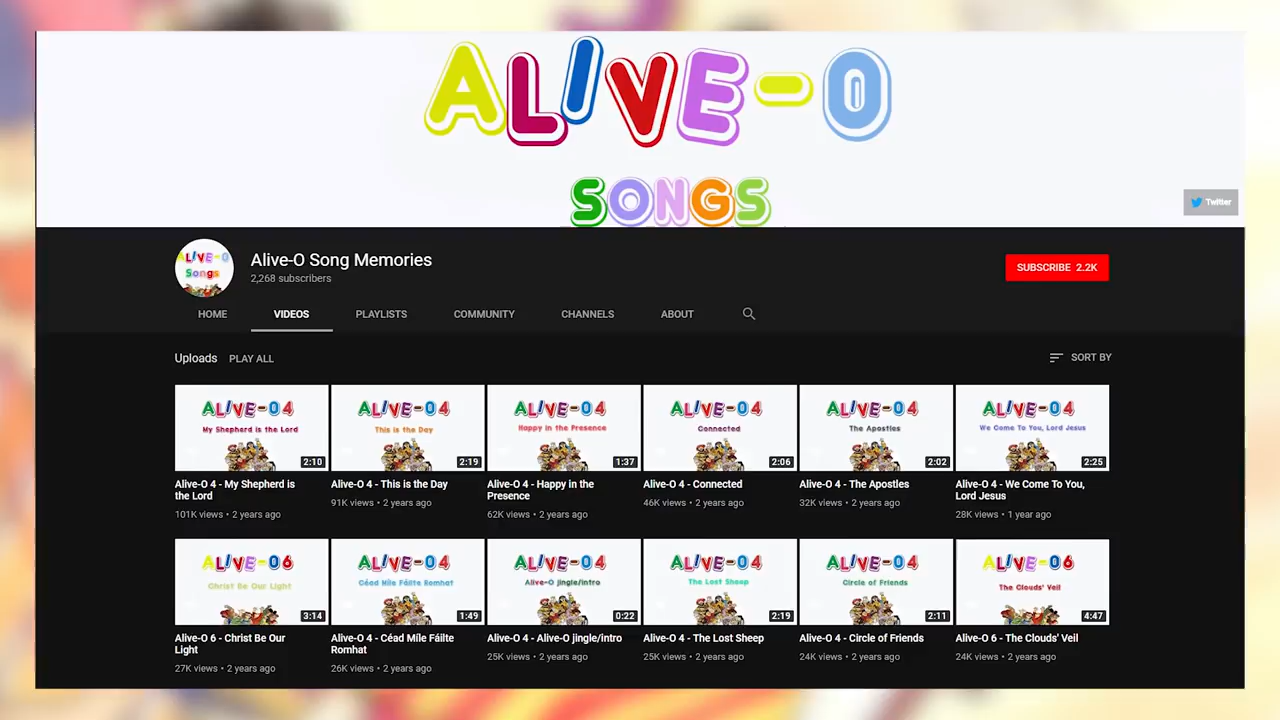 ALIVE-O
SONGS
Twitter
ALIVE-O
Songs
Alive-O Song Memories
2,268 subscribers
SUBSCRIBE 2.2K
HOME VIDEOS PLAYLISTS COMMUNITY CHANNELS ABOUT
Uploads PLAY ALL SORT BY
ALIVE-O 4 ALIVE-O 4 ALIVE-O 4 ALIVE-O 4 ALIVE-O 4 ALIVE-O 4
My Shepherd is the Lord This is the Day Happy in the Presence Connected The Apostles We Come To You, Lord Jesus
2:10 2:19 1:37 2:06 2:02 2:25
Alive-O 4 - My Shepherd is Alive-O 4 - This is the Day Alive-O 4 - Happy in the Alive-O 4 - Connected Alive-O 4 - The Apostles Alive-O 4 - We Come To You,
the Lord Presence Lord Jesus
101K views • 2 years ago 91K views • 2 years ago 62K views • 2 years ago 46K views • 2 years ago 32K views • 2 years ago 28K views • 1 year ago
ALIVE-O 6 ALIVE-O 4 ALIVE-O 4 ALIVE-O 4 ALIVE-O 4 ALIVE-O 6
Christ Be Our Light Céad Míle Fáilte Romhat Alive-O jingle/intro The Lost Sheep Circle of Friends The Clouds' Veil
3:14 1:49 0:22 2:19 2:11 4:47
Alive-O 6 - Christ Be Our Alive-O 4 - Céad Míle Fáilte Alive-O 4 - Alive-O jingle/intro Alive-O 4 - The Lost Sheep Alive-O 4 - Circle of Friends Alive-O 6 - The Clouds' Veil
Light Romhat
27K views • 2 years ago 26K views • 2 years ago 25K views • 2 years ago 25K views • 2 years ago 24K views • 2 years ago 24K views • 2 years ago